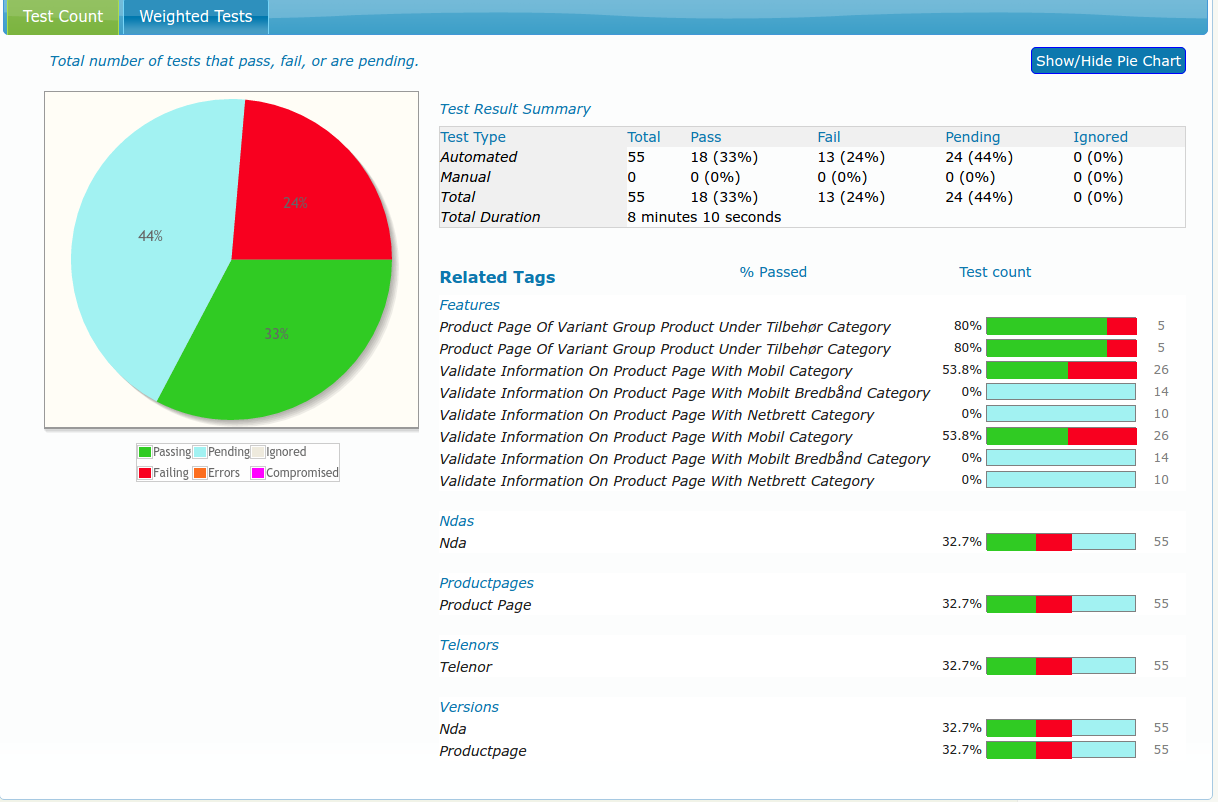 Test Count Weighted Tests
Total number of tests that pass, fail, or are pending.
Show/Hide Pie Chart
24%
44%
33%
Passing Pending Ignored
Failing Errors Compromised
Test Result Summary
Test Type Total Pass Fail Pending Ignored
Automated 55 18 (33%) 13 (24%) 24 (44%) 0 (0%)
Manual 0 0 (0%) 0 (0%) 0 (0%) 0 (0%)
Total 55 18 (33%) 13 (24%) 24 (44%) 0 (0%)
Total Duration 8 minutes 10 seconds
Related Tags % Passed Test count
Features
Product Page Of Variant Group Product Under Tilbehør Category 80% 5
Product Page Of Variant Group Product Under Tilbehør Category 80% 5
Validate Information On Product Page With Mobil Category 53.8% 26
Validate Information On Product Page With Mobilt Bredbånd Category 0% 14
Validate Information On Product Page With Netbrett Category 0% 10
Validate Information On Product Page With Mobil Category 53.8% 26
Validate Information On Product Page With Mobilt Bredbånd Category 0% 14
Validate Information On Product Page With Netbrett Category 0% 10
Ndas
Nda 32.7% 55
Productpages
Product Page 32.7% 55
Telenors
Telenor 32.7% 55
Versions
Nda 32.7% 55
Productpage 32.7% 55